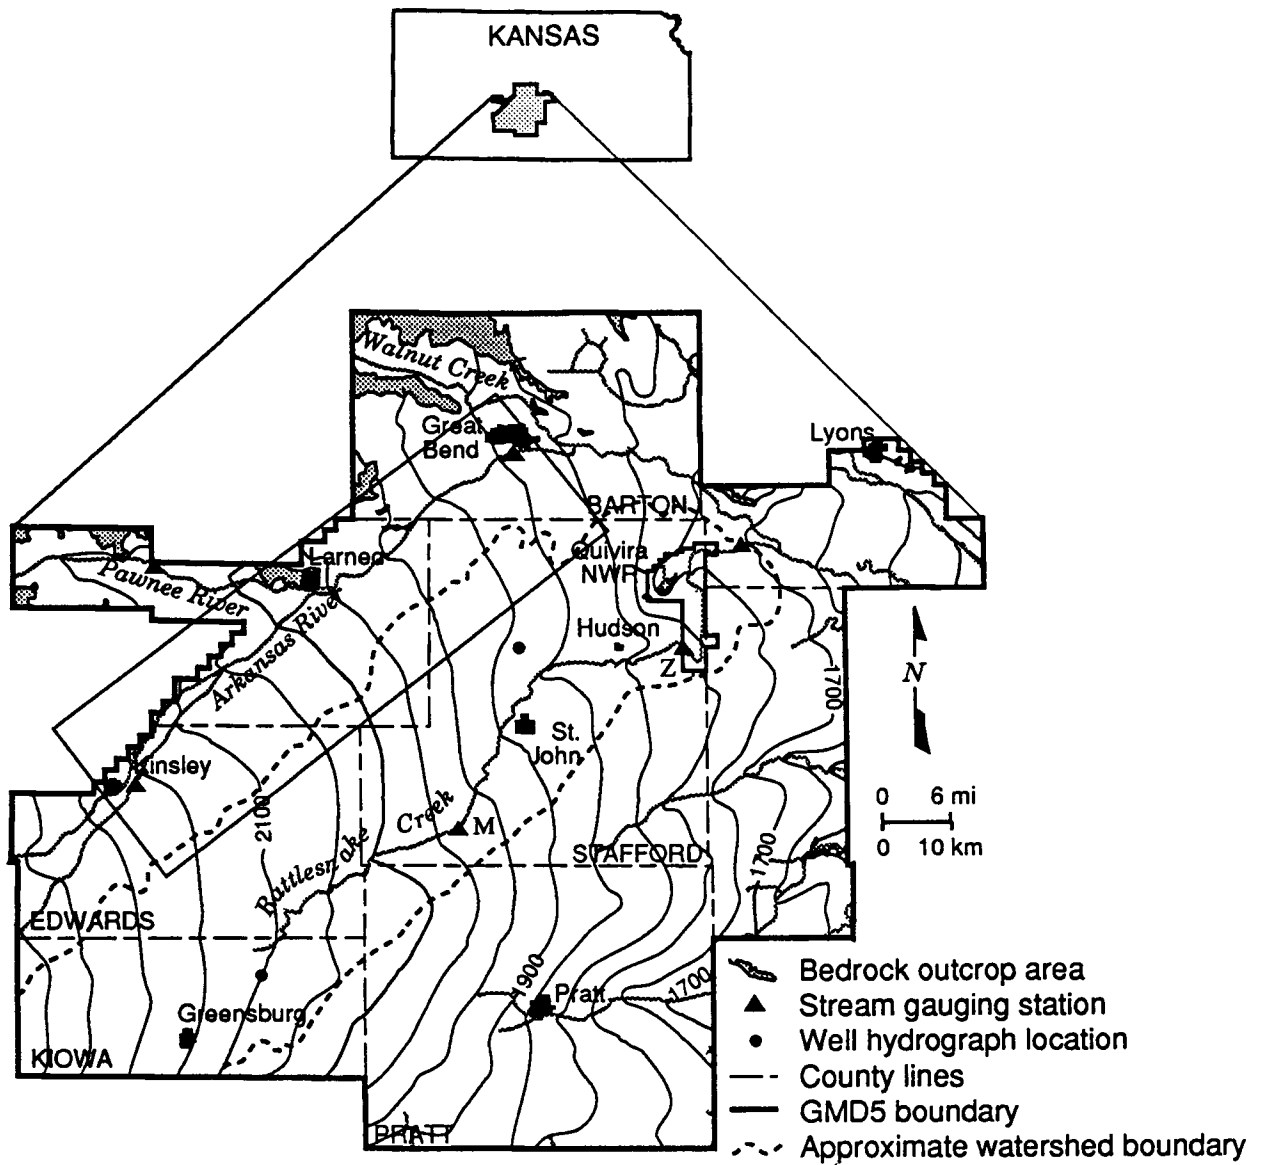 KANSAS
Walnut Creek
Great
Bend
Lyons
BARTON
Larned
Quivira
NWR
Pawnee River
Arkansas River
Hudson
Z
N
1700
St.
John
Kinsley
0 6 mi
0 10 km
2100
Rattlesnake Creek
M
STAFFORD
1700
EDWARDS
1900
Pratt
1700
Greensburg
KIOWA
PRATT
Bedrock outcrop area
Stream gauging station
Well hydrograph location
County lines
GMD5 boundary
Approximate watershed boundary